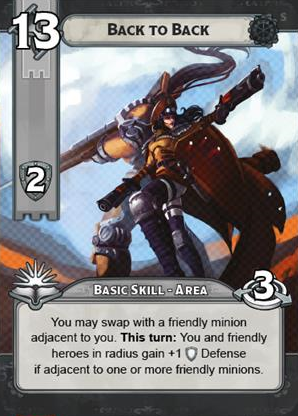 13
BACK TO BACK
S
2
BASIC SKILL - AREA
3
You may swap with a friendly minion
adjacent to you. This turn: You and friendly
heroes in radius gain +1 Defense
if adjacent to one or more friendly minions.